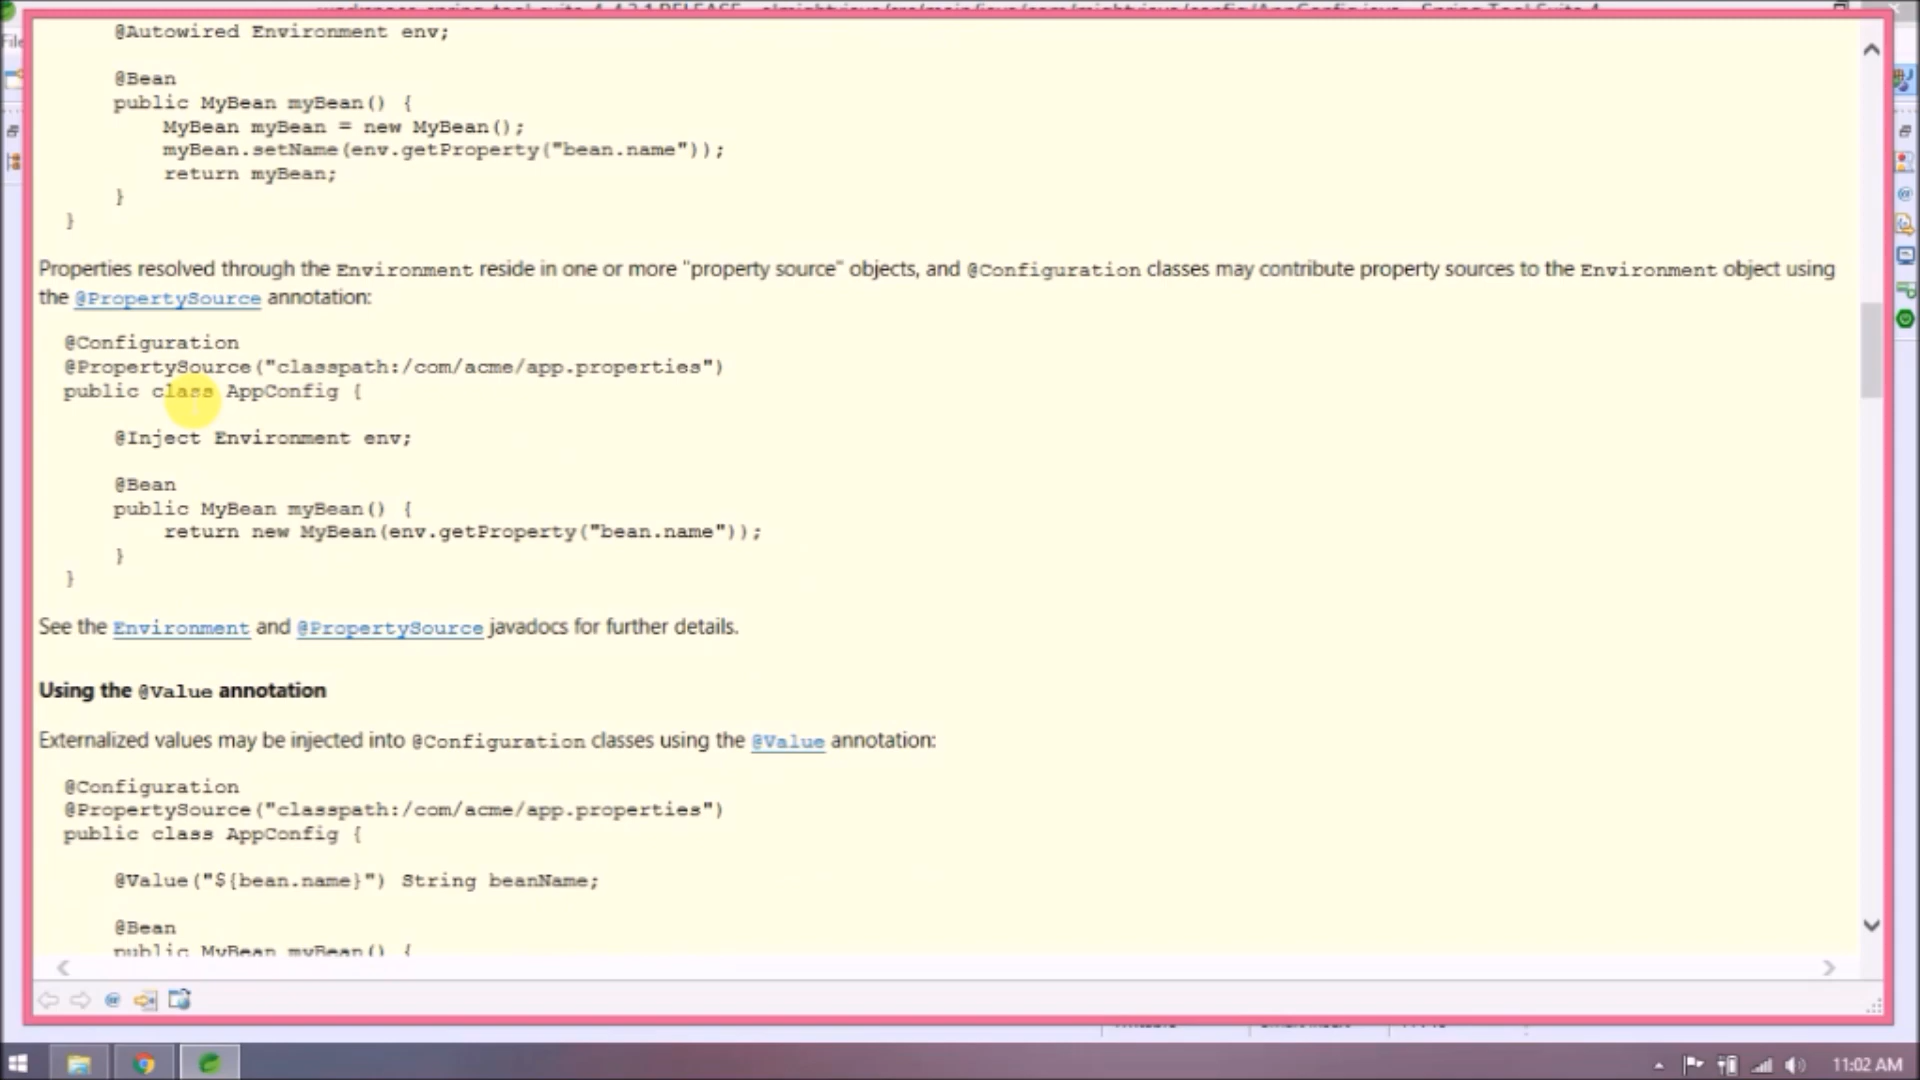 @Autowired Environment env;
@Bean
public MyBean myBean() {
MyBean myBean = new MyBean();
myBean.setName(env.getProperty("bean.name"));
return myBean;
}
}
Properties resolved through the Environment reside in one or more "property source" objects, and @Configuration classes may contribute property sources to the Environment object using
the @PropertySource annotation:
@Configuration
@PropertySource("classpath:/com/acme/app.properties")
public class AppConfig {
@Inject Environment env;
@Bean
public MyBean myBean() {
return new MyBean(env.getProperty("bean.name"));
}
}
See the Environment and @PropertySource javadocs for further details.
Using the @Value annotation
Externalized values may be injected into @Configuration classes using the @Value annotation:
@Configuration
@PropertySource("classpath:/com/acme/app.properties")
public class AppConfig {
@Value("${bean.name}") String beanName;
@Bean
public MyBean myBean() {
11:02 AM